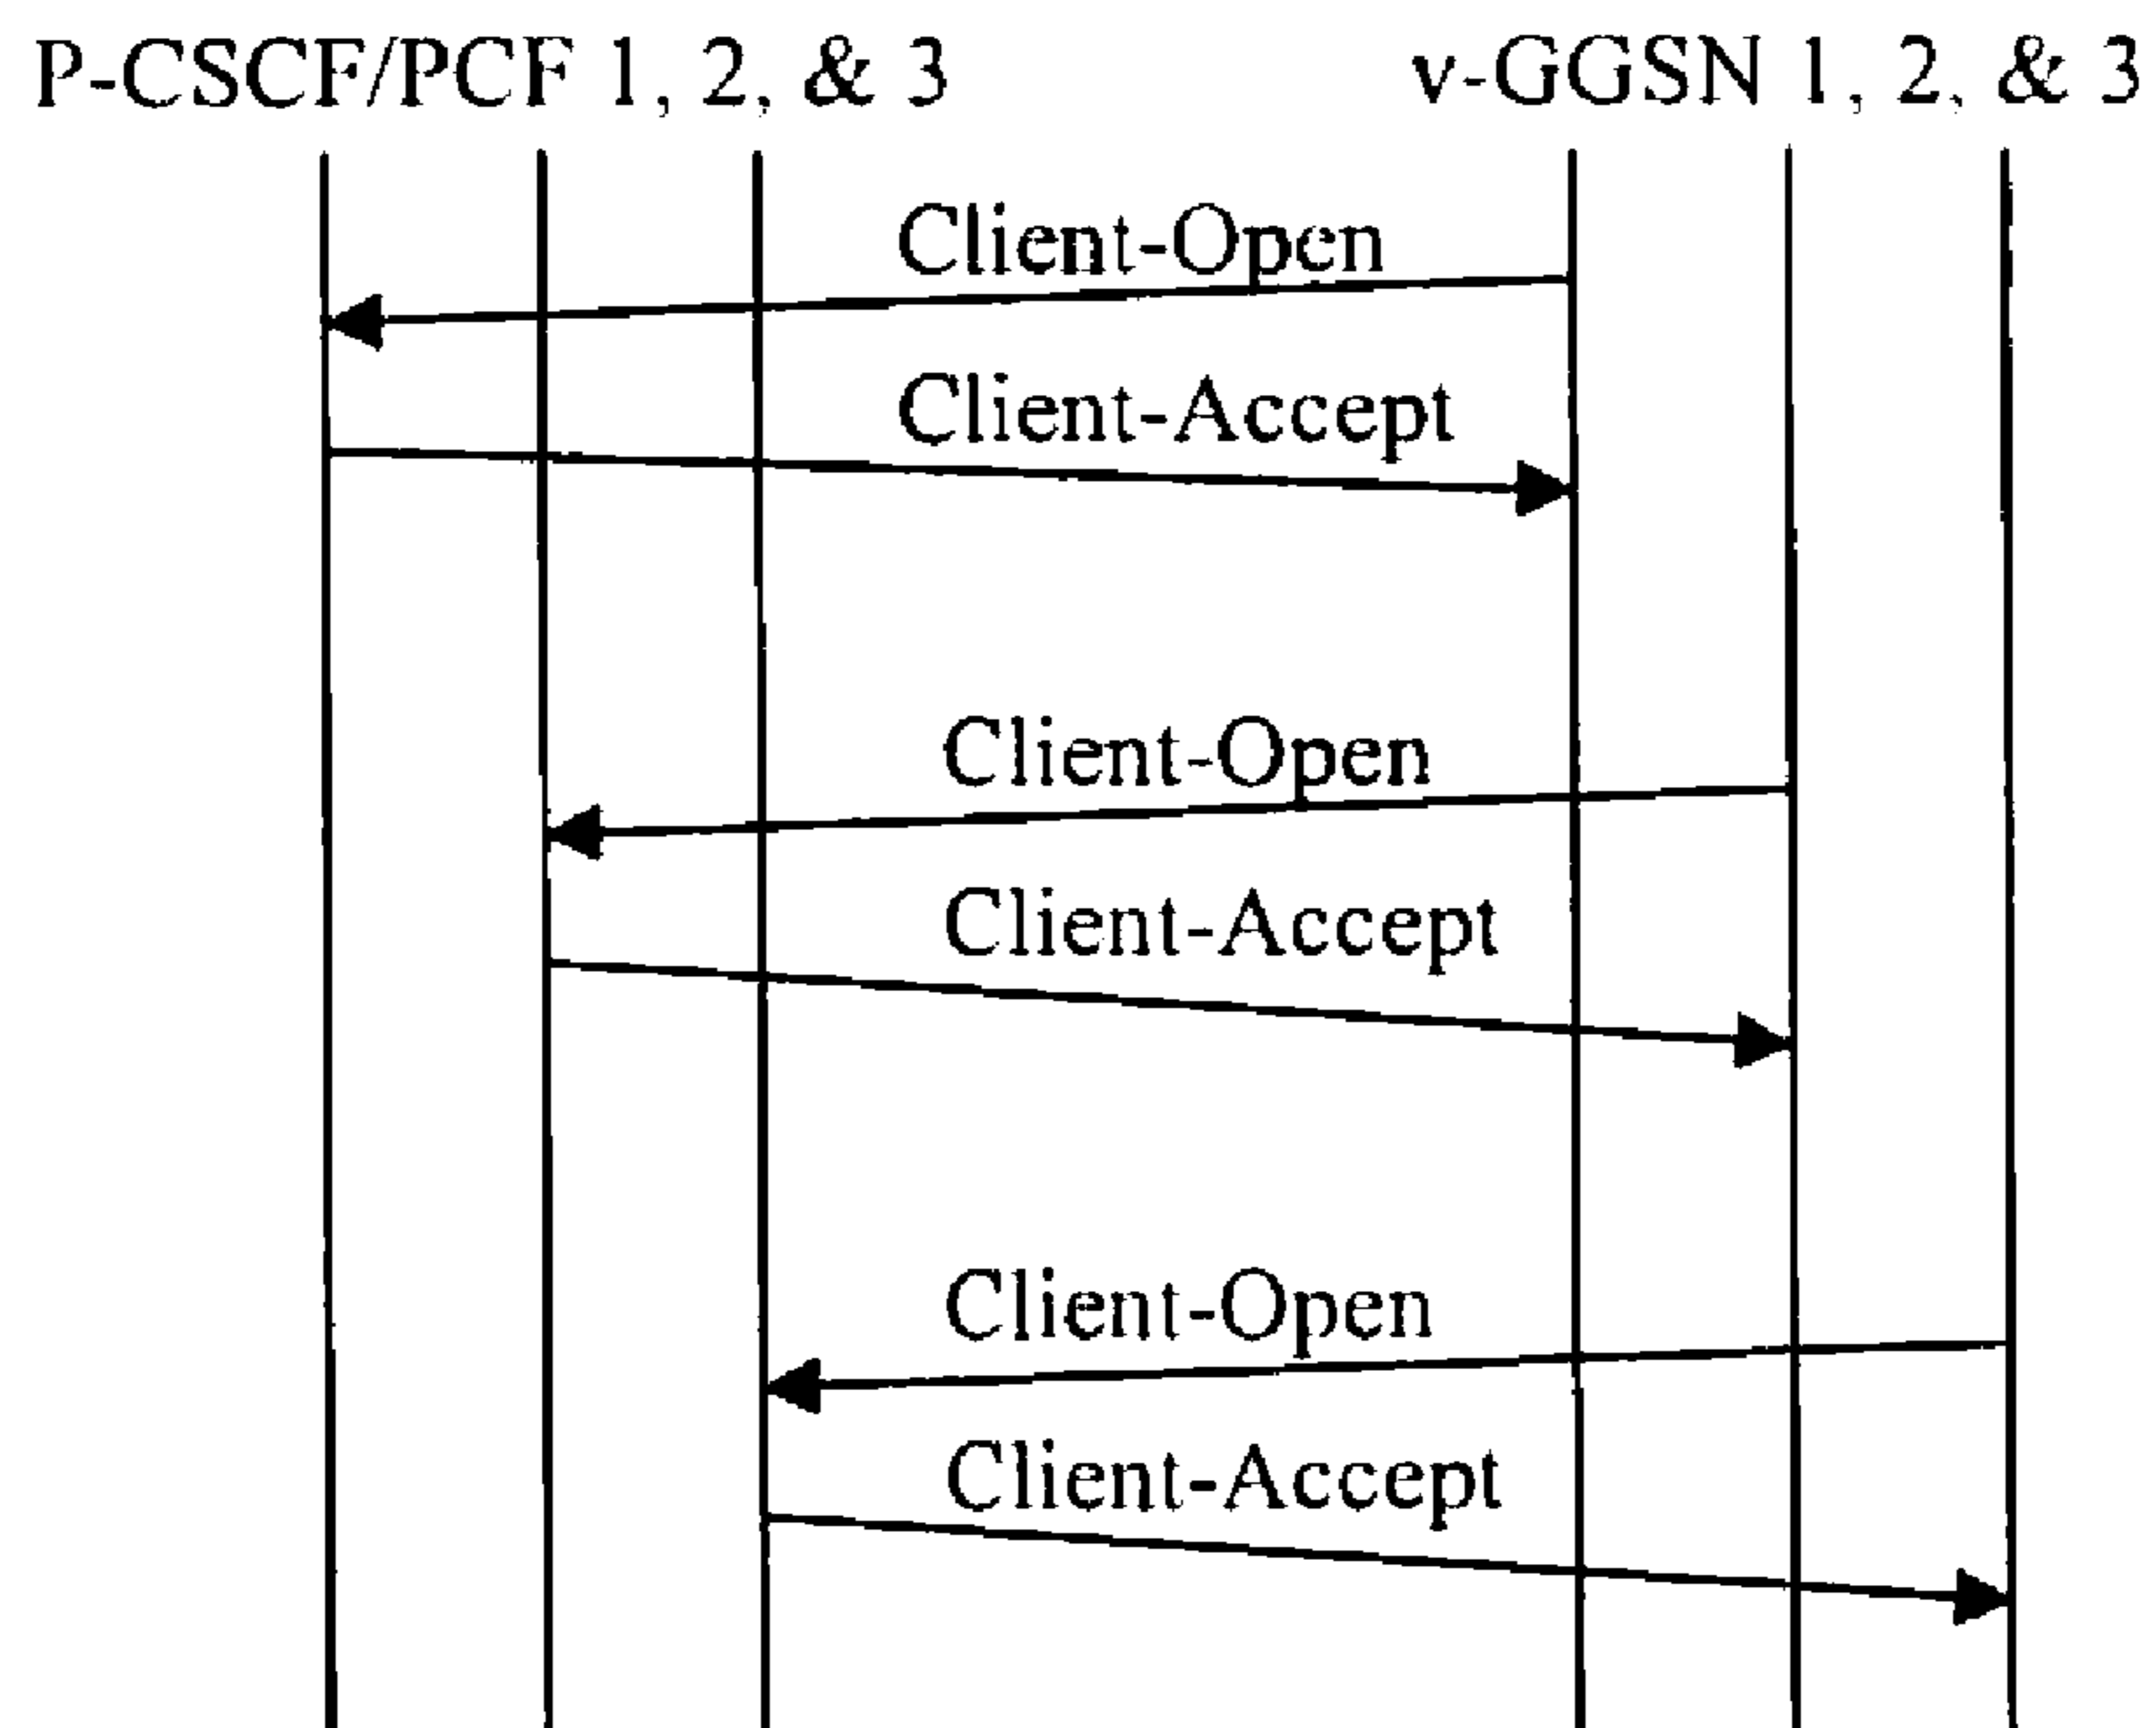 P-CSCF/PCF 1, 2, & 3 v-GGSN 1, 2, & 3
Client-Open
Client-Accept
Client-Open
Client-Accept
Client-Open
Client-Accept